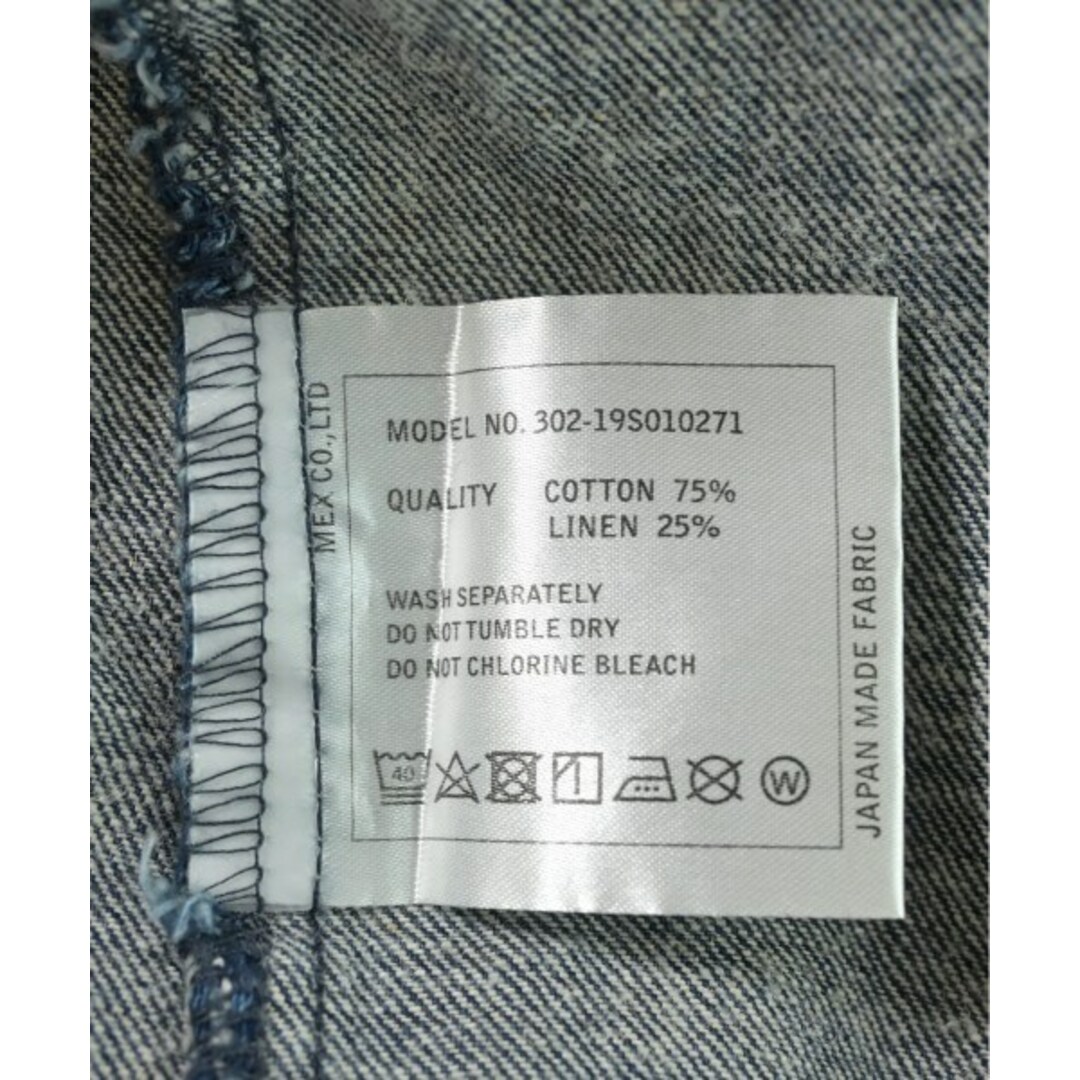 MEX CO.,LTD
MODEL NO. 302-19S010271
QUALITY COTTON 75%
LINEN 25%
WASH SEPARATELY
DO NOT TUMBLE DRY
DO NOT CHLORINE BLEACH
40 W
JAPAN MADE FABRIC